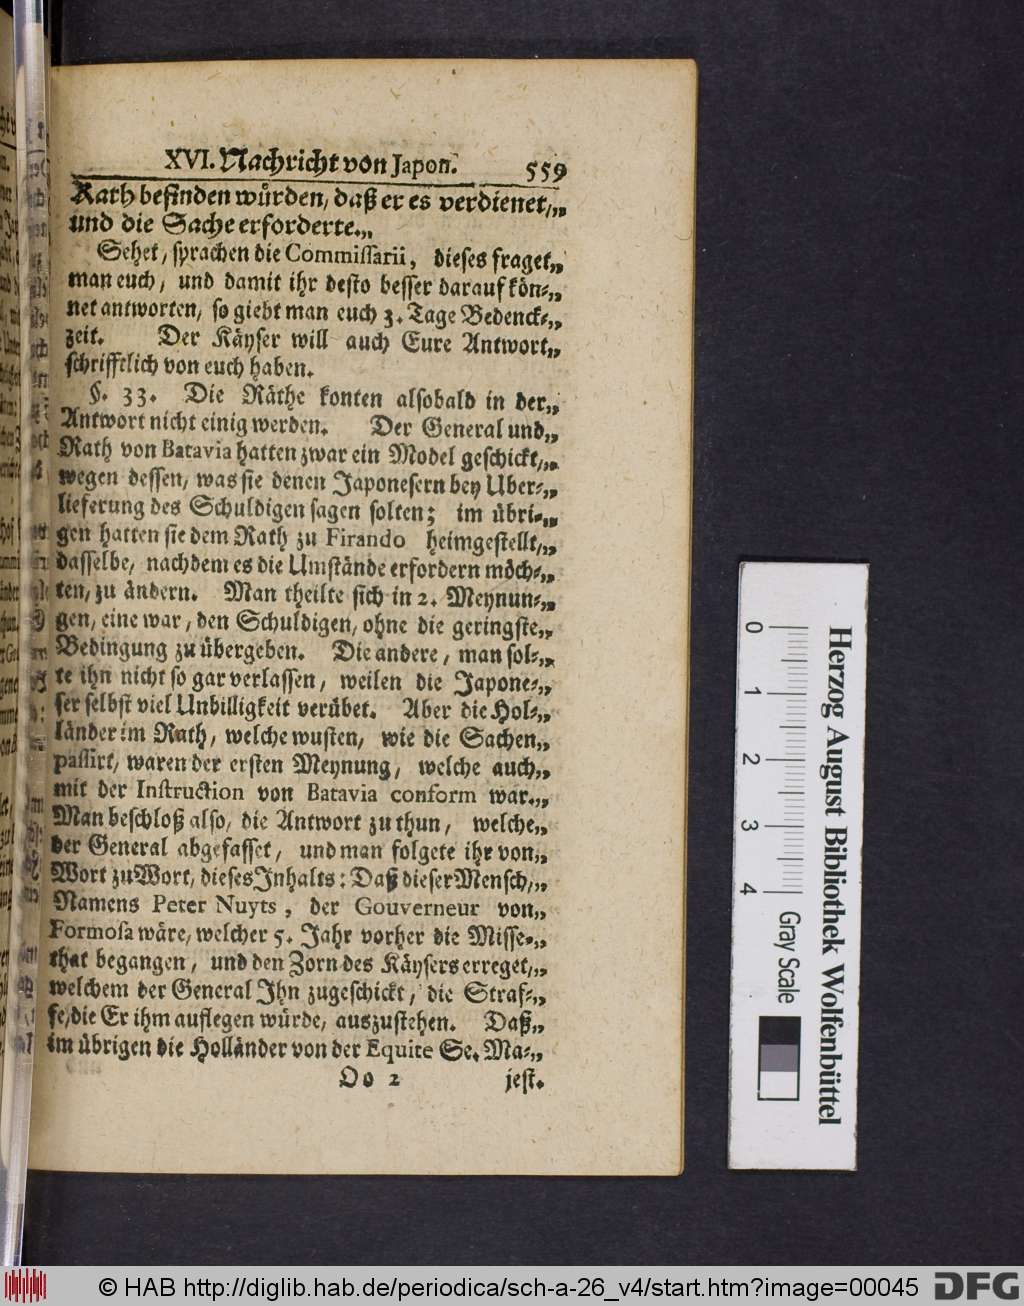 XVI. Nachricht von Japon. 559
Rath befinden würden, daß er es verdienet,„
und die Sache erforderte.„
Sehet, sprachen die Commissarii, dieses fraget„
man euch, und damit ihr desto besser darauf kön-„
net antworten, so giebt man euch 3. Tage Bedenck-„
zeit. Der Käyser will auch Eure Antwort„
schrifftlich von euch haben.
§. 33. Die Räthe konten alsobald in der„
Antwort nicht einig werden. Der General und„
Rath von Batavia hatten zwar ein Model geschickt,„
wegen dessen, was sie denen Japonesern bey Uber-„
lieferung des Schuldigen sagen solten; im übri-„
gen hatten sie dem Rath zu Firando heimgestellt,„
dasselbe, nachdem es die Umstände erfordern möch-„
ten, zu ändern. Man theilte sich in 2. Meynun-„
gen, eine war, den Schuldigen, ohne die geringste„
Bedingung zu übergeben. Die andere, man sol-„
te ihn nicht so gar verlassen, weilen die Japone-„
ser selbst viel Unbilligkeit verübet. Aber die Hol-„
länder im Rath, welche wusten, wie die Sachen„
passirt, waren der ersten Meynung, welche auch„
mit der Instruction von Batavia conform war.„
Man beschloß also, die Antwort zu thun, welche„
der General abgefasset, und man folgete ihr von„
Wort zu Wort, dieses Inhalts: Daß dieser Mensch,„
Namens Peter Nuyts, der Gouverneur von„
Formosa wäre, welcher 5. Jahr vorher die Misse-„
that begangen, und den Zorn des Käysers erreget,„
welchem der General Ihn zugeschickt, die Straf-„
fe, die Er ihm auflegen würde, auszustehen. Daß„
im übrigen die Holländer von der Equite Se. Ma-„
Oo 2 jest.
Herzog August Bibliothek Wolfenbüttel
0 1 2 3 4 Gray Scale
© HAB http://diglib.hab.de/periodica/sch-a-26_v4/start.htm?image=00045 DFG